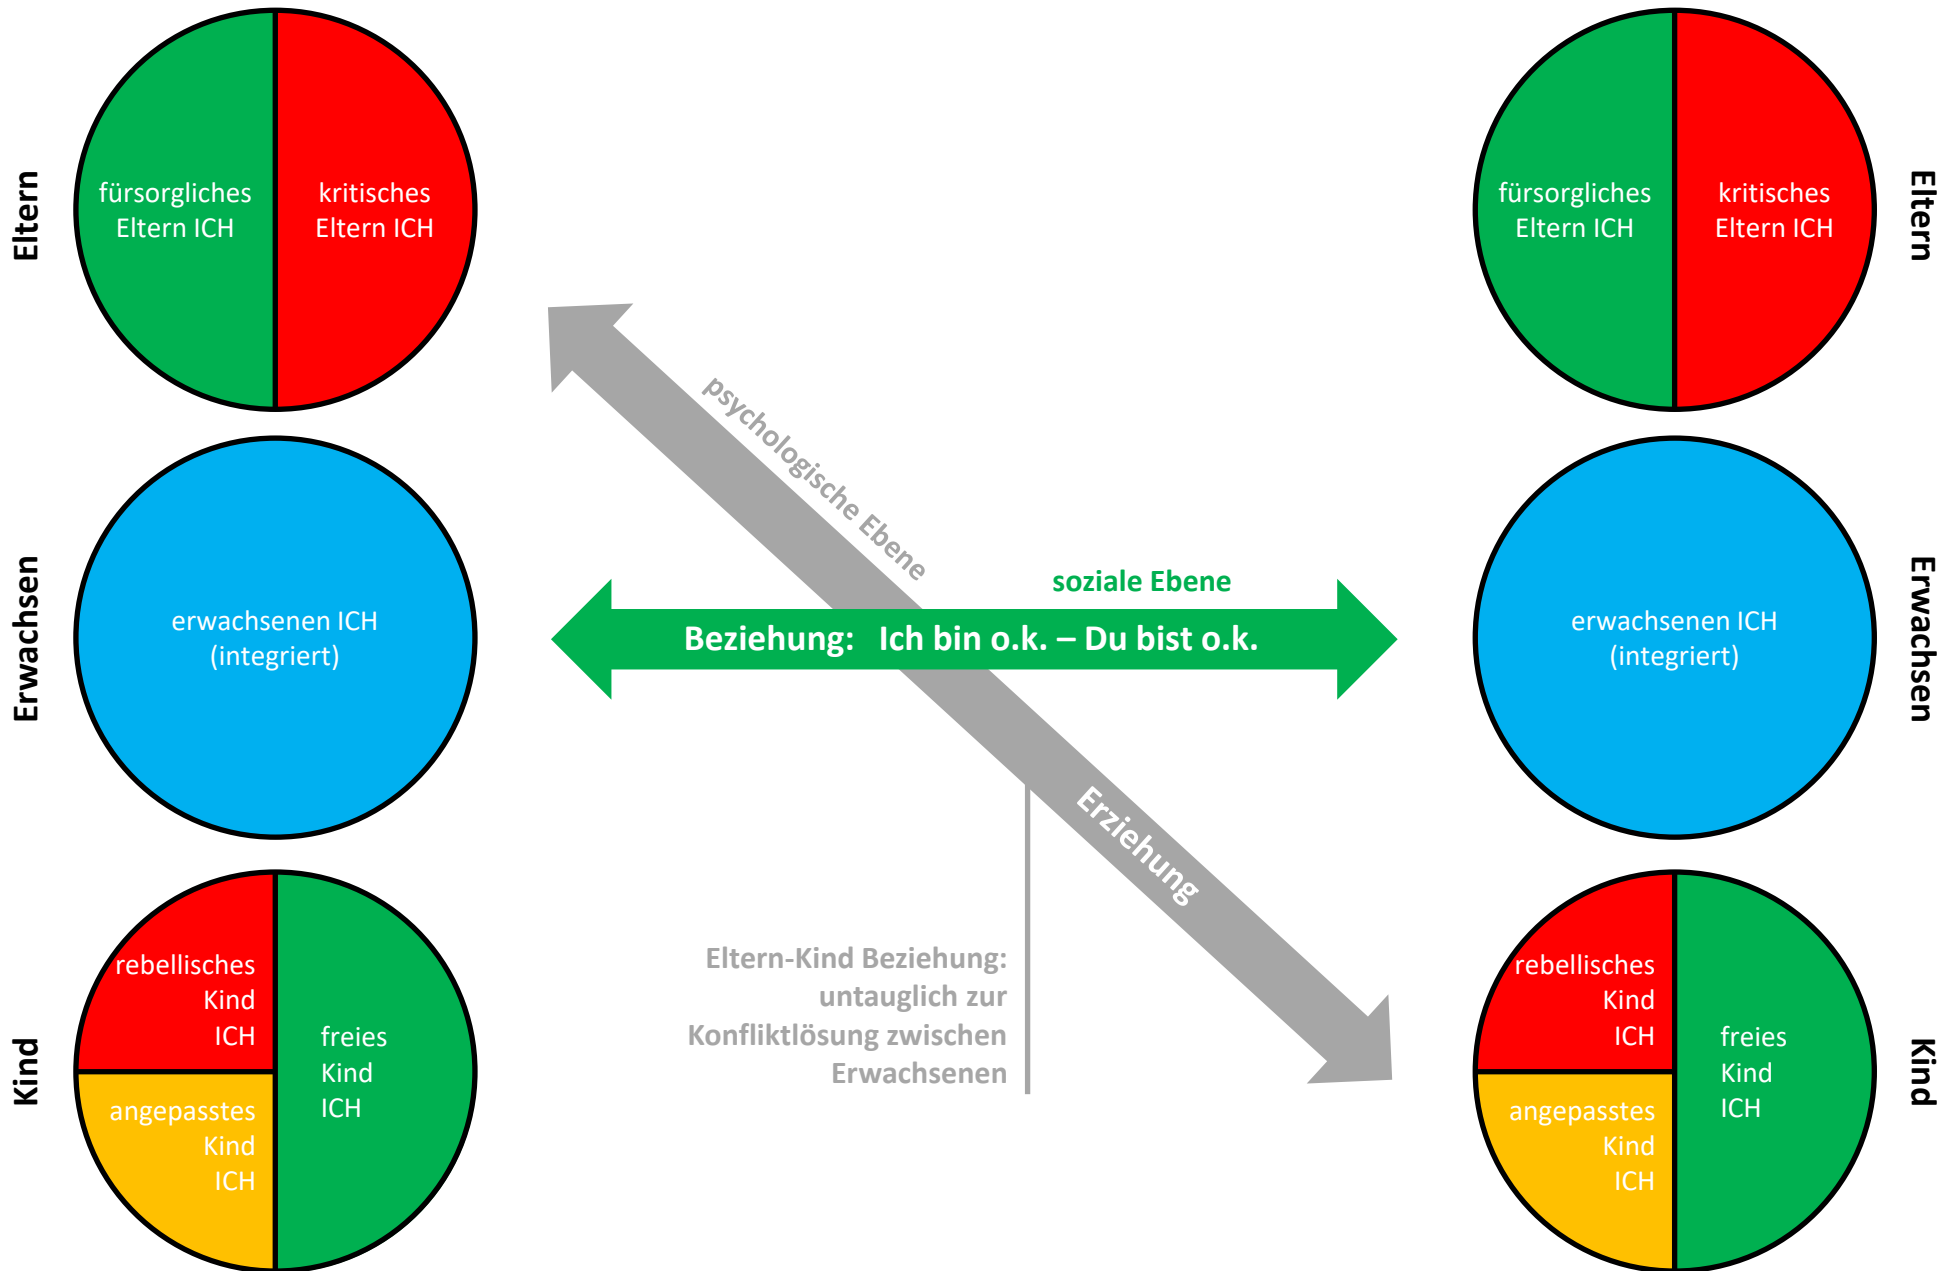 Eltern
fürsorgliches
Eltern ICH
kritisches
Eltern ICH
fürsorgliches
Eltern ICH
kritisches
Eltern ICH
Eltern
psychologische Ebene
Erwachsen
erwachsenen ICH
(integriert)
soziale Ebene
Beziehung: Ich bin o.k. – Du bist o.k.
erwachsenen ICH
(integriert)
Erwachsen
Erziehung
Eltern-Kind Beziehung:
untauglich zur
Konfliktlösung zwischen
Erwachsenen
Kind
rebellisches
Kind
ICH
freies
Kind
ICH
angepasstes
Kind
ICH
rebellisches
Kind
ICH
freies
Kind
ICH
angepasstes
Kind
ICH
Kind